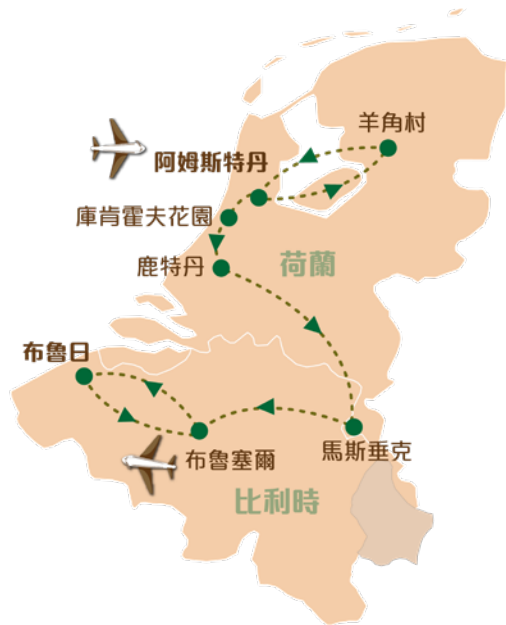 羊角村
阿姆斯特丹
庫肯霍夫花園
荷蘭
鹿特丹
布魯日
馬斯垂克
布魯塞爾
比利時